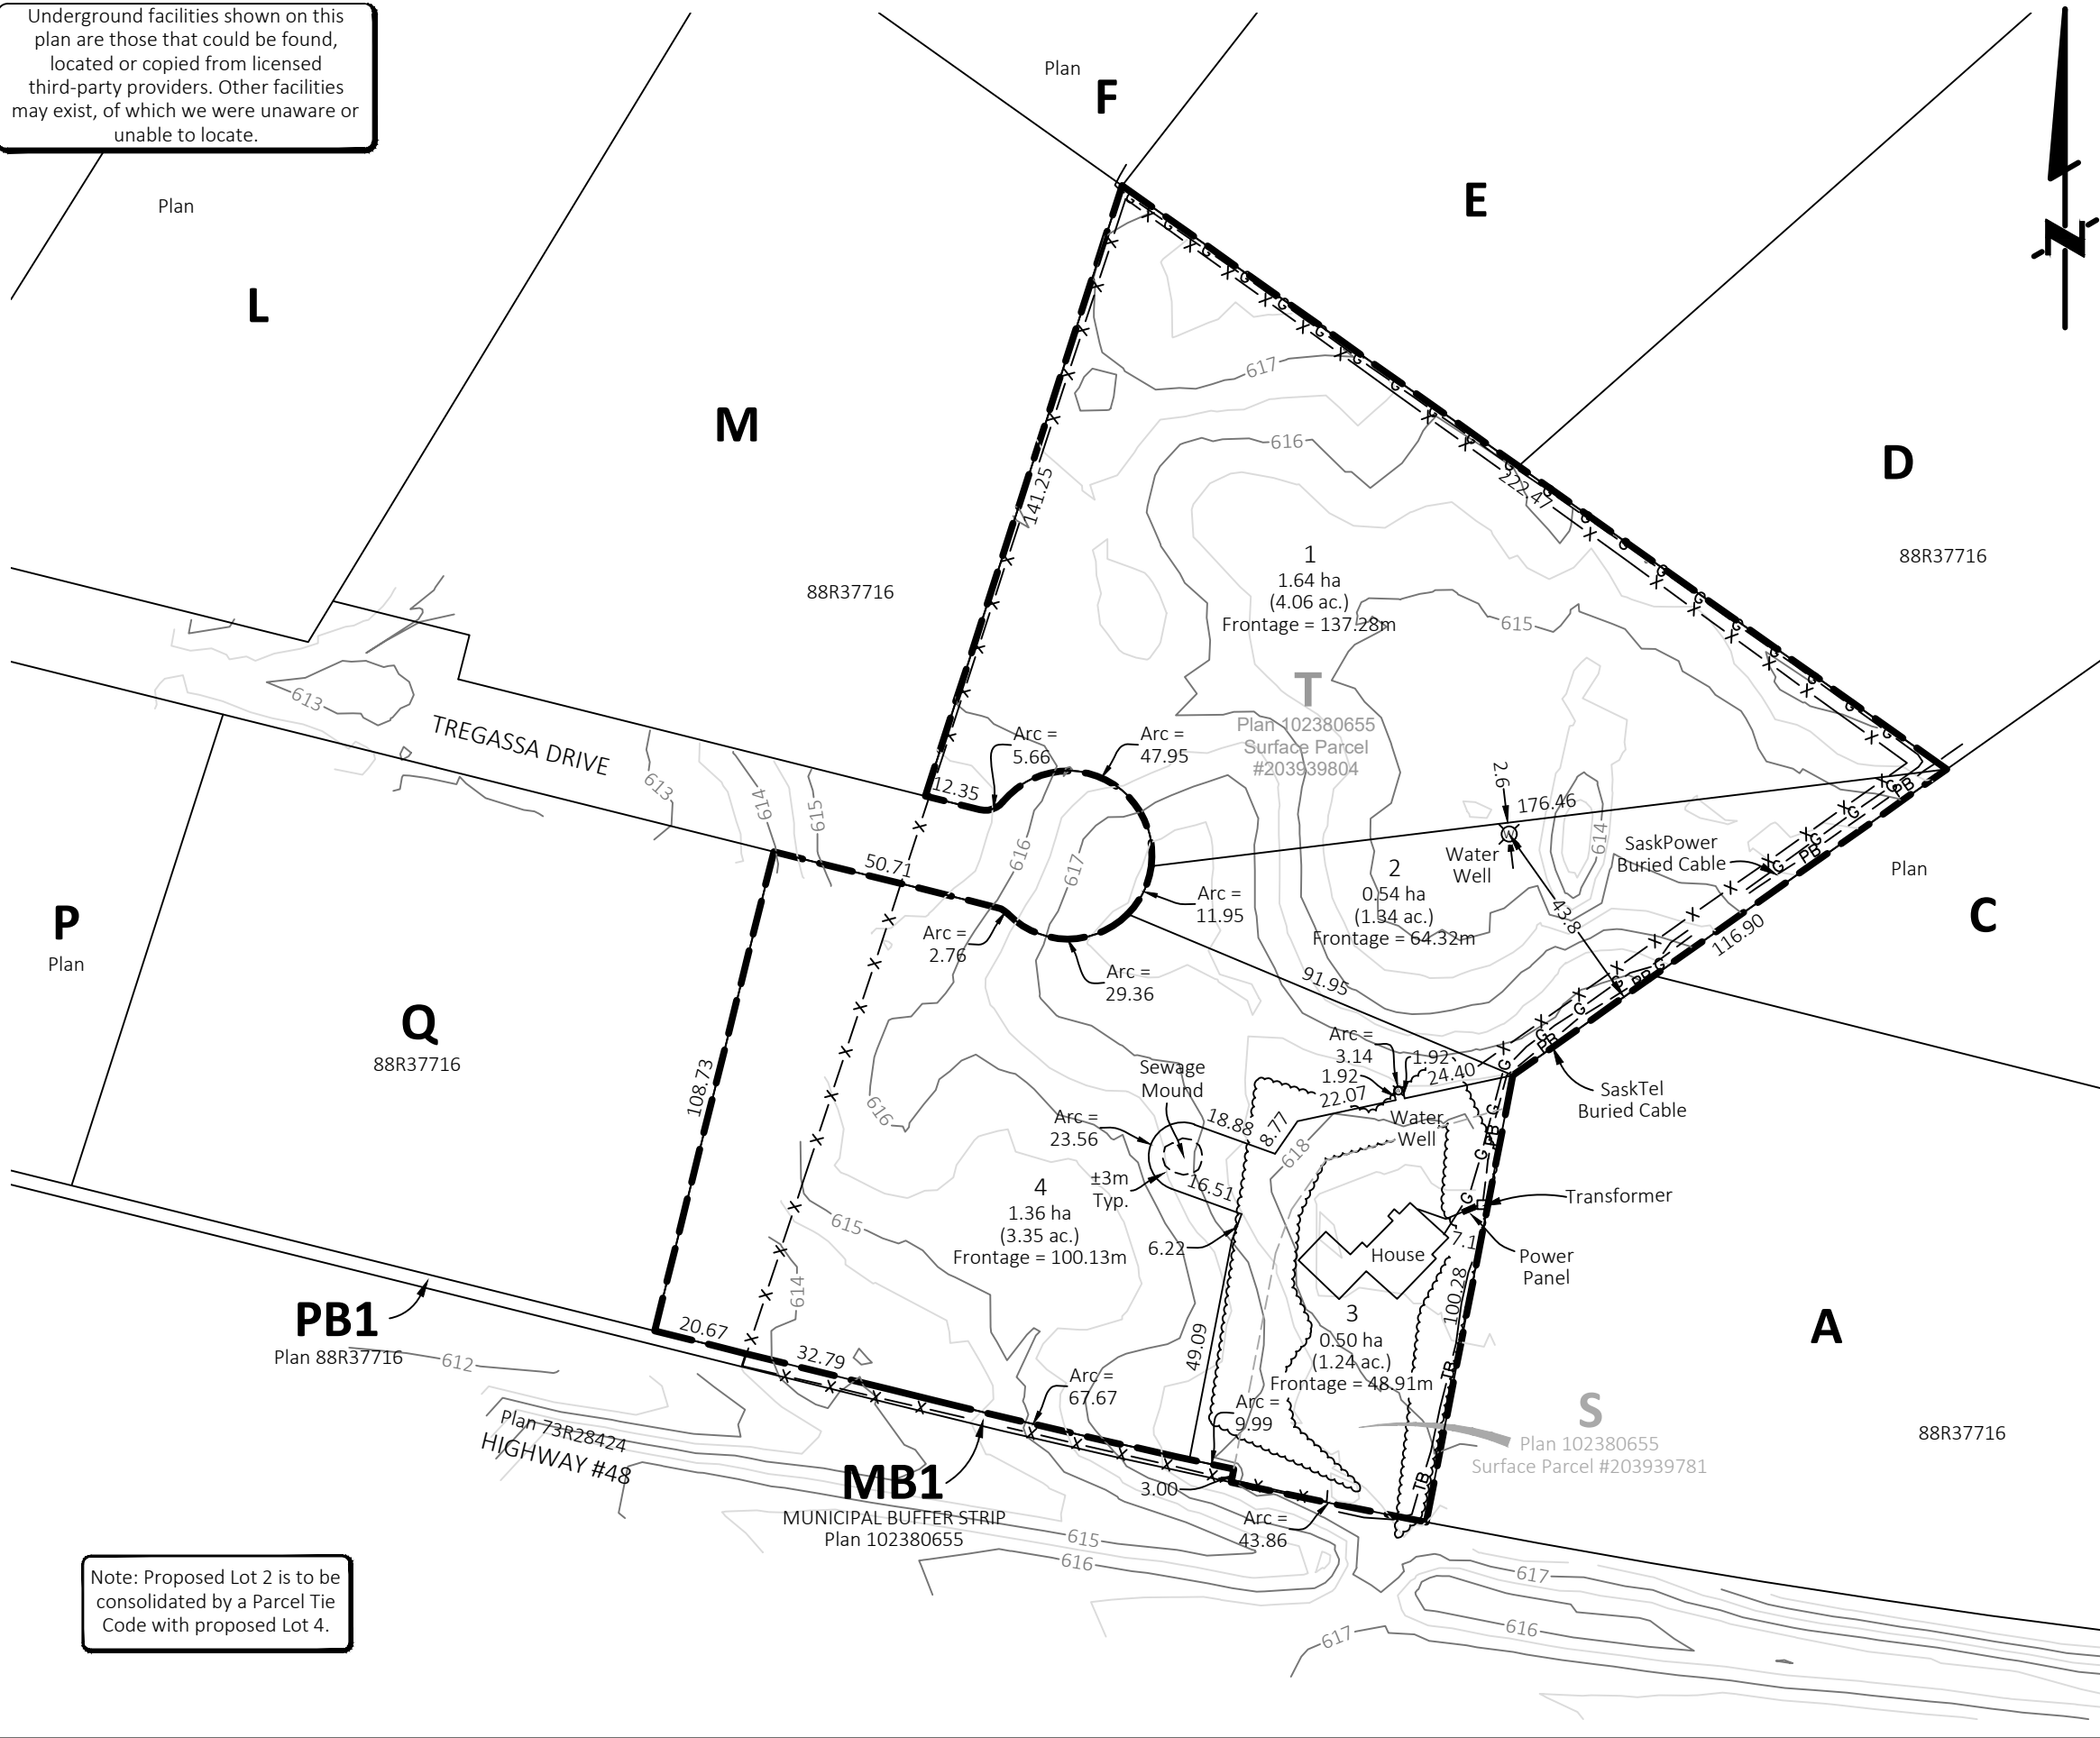 Underground facilities shown on this
plan are those that could be found,
located or copied from licensed
third-party providers. Other facilities
may exist, of which we were unaware or
unable to locate.
Plan
F
E
N
Plan
L
M
617
616
141.25
222.47
D
88R37716
88R37716
1
1.64 ha
(4.06 ac.)
Frontage = 137.28m
615
T
Plan 102380655
Surface Parcel
#203939804
613
TREGASSA DRIVE
613
614
615
Arc =
5.66
Arc =
47.95
12.35
2.6
176.46
50.71
616
617
Water
Well
614
SaskPower
Buried Cable
2
0.54 ha
(1.34 ac.)
Frontage = 64.32m
Arc =
11.95
Arc =
2.76
Arc =
29.36
43.8
116.90
91.95
Plan
C
P
Plan
Q
88R37716
108.73
616
Sewage
Mound
Arc =
3.14
1.92
1.92
24.40
22.07
Water
Well
SaskTel
Buried Cable
Arc =
23.56
18.88
8.77
618
±3m
Typ.
16.51
Transformer
4
1.36 ha
(3.35 ac.)
Frontage = 100.13m
615
6.22
House
7.1
Power
Panel
614
100.28
3
0.50 ha
(1.24 ac.)
Frontage = 48.91m
49.09
A
PB1
Plan 88R37716
612
20.67
32.79
Arc =
67.67
Arc =
9.99
S
Plan 102380655
Surface Parcel #203939781
88R37716
Plan 73R28424
HIGHWAY #48
MB1
MUNICIPAL BUFFER STRIP
Plan 102380655
3.00
Arc =
43.86
615
616
617
616
617
Note: Proposed Lot 2 is to be
consolidated by a Parcel Tie
Code with proposed Lot 4.